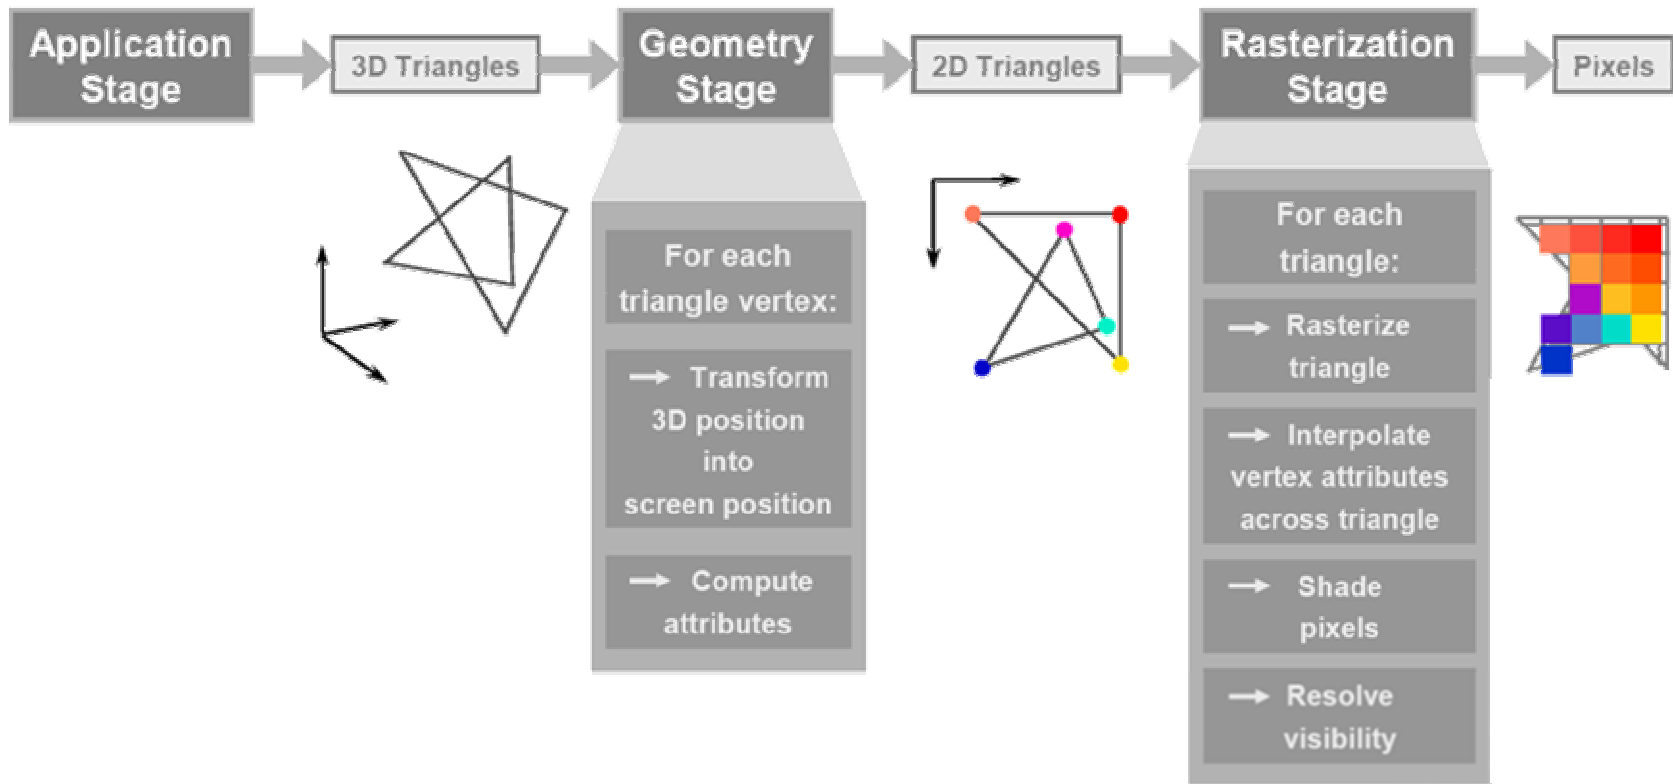 Application
Stage
3D Triangles
Geometry
Stage
2D Triangles
Rasterization
Stage
Pixels
For each
triangle vertex:
→ Transform
3D position
into
screen position
→ Compute
attributes
For each
triangle:
→ Rasterize
triangle
→ Interpolate
vertex attributes
across triangle
→ Shade
pixels
→ Resolve
visibility